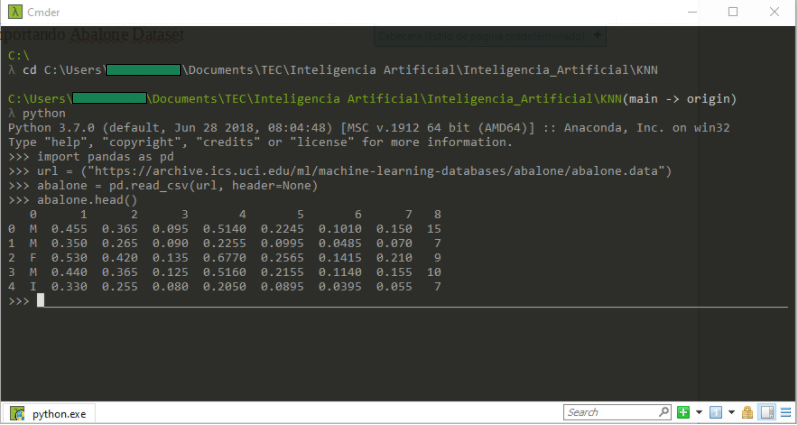 Cmder
mportando Abalone Dataset
C:\
λ cd C:\Users\ \Documents\TEC\Inteligencia Artificial\Inteligencia_Artificial\KNN
C:\Users\ \Documents\TEC\Inteligencia Artificial\Inteligencia_Artificial\KNN(main -> origin)
λ python
Python 3.7.0 (default, Jun 28 2018, 08:04:48) [MSC v.1912 64 bit (AMD64)] :: Anaconda, Inc. on win32
Type "help", "copyright", "credits" or "license" for more information.
>>> import pandas as pd
>>> url = ("https://archive.ics.uci.edu/ml/machine-learning-databases/abalone/abalone.data")
>>> abalone = pd.read_csv(url, header=None)
>>> abalone.head()
0 1 2 3 4 5 6 7 8
0 M 0.455 0.365 0.095 0.5140 0.2245 0.1010 0.150 15
1 M 0.350 0.265 0.090 0.2255 0.0995 0.0485 0.070 7
2 F 0.530 0.420 0.135 0.6770 0.2565 0.1415 0.210 9
3 M 0.440 0.365 0.125 0.5160 0.2155 0.1140 0.155 10
4 I 0.330 0.255 0.080 0.2050 0.0895 0.0395 0.055 7
>>>
python.exe
Search